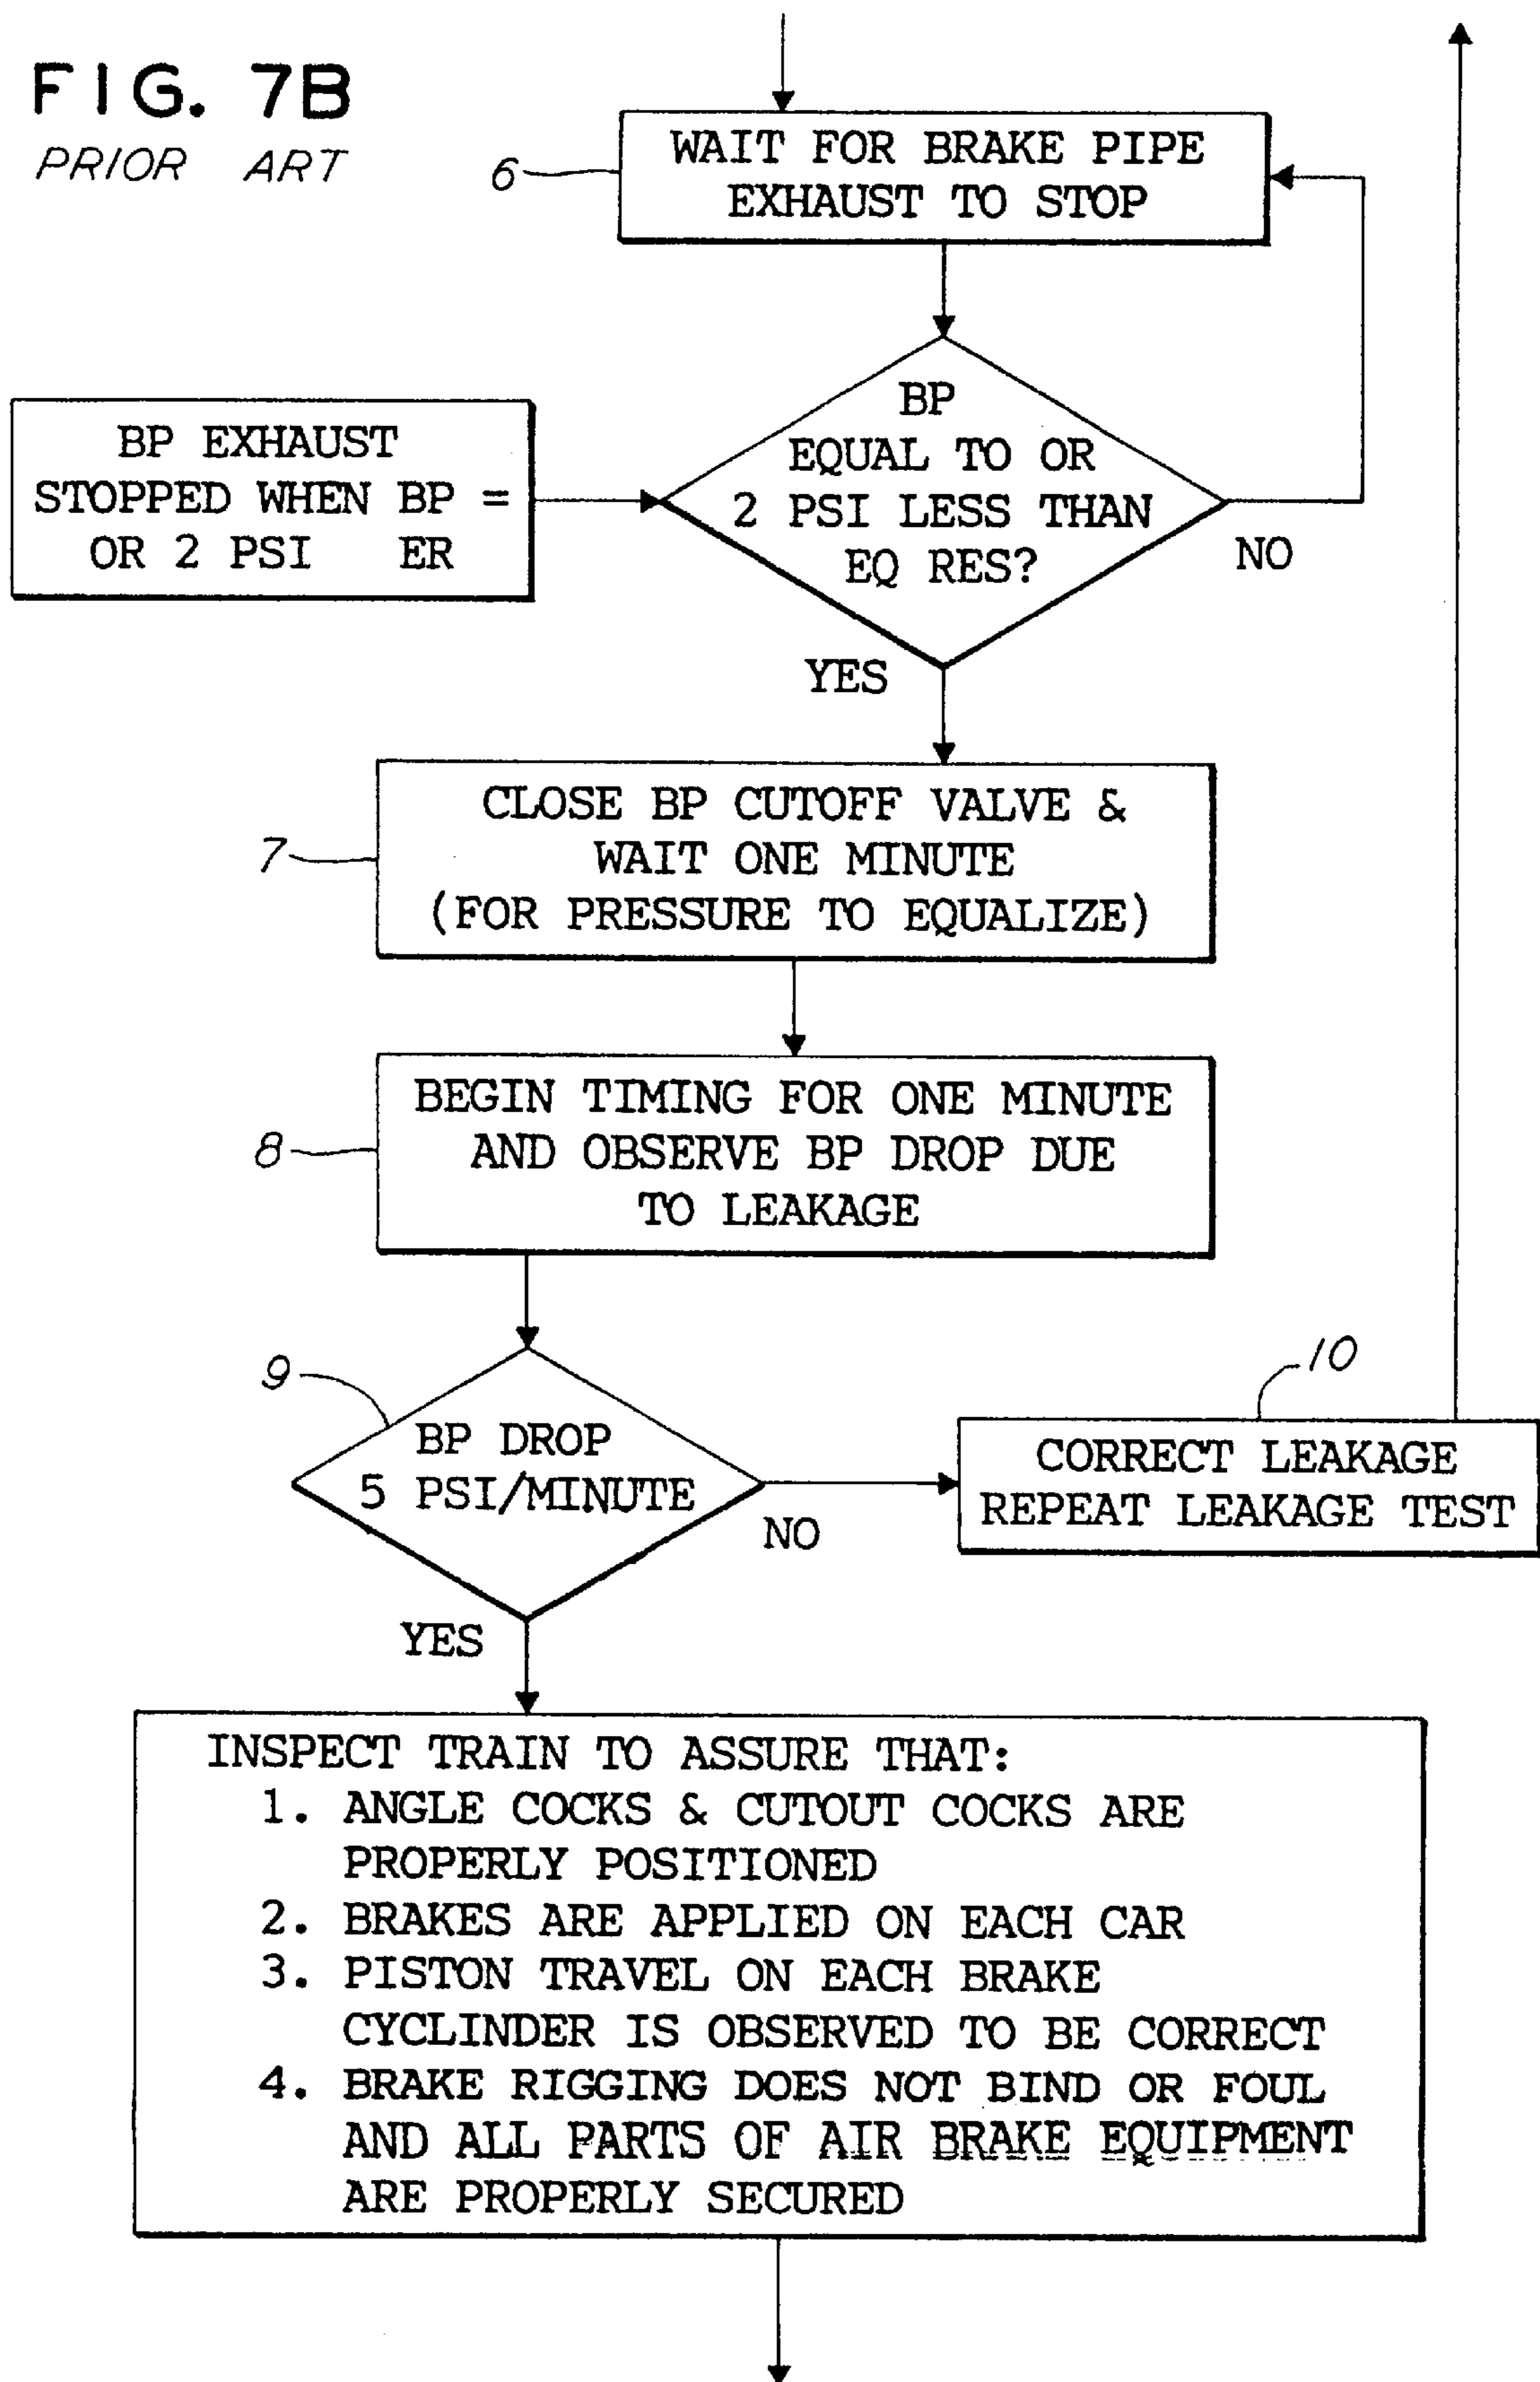 FIG. 7B
PRIOR ART
6
WAIT FOR BRAKE PIPE
EXHAUST TO STOP
BP EXHAUST
STOPPED WHEN BP =
OR 2 PSI ER
BP
EQUAL TO OR
2 PSI LESS THAN
EQ RES?
NO
YES
7
CLOSE BP CUTOFF VALVE &
WAIT ONE MINUTE
(FOR PRESSURE TO EQUALIZE)
8
BEGIN TIMING FOR ONE MINUTE
AND OBSERVE BP DROP DUE
TO LEAKAGE
9
BP DROP
5 PSI/MINUTE
NO
10
CORRECT LEAKAGE
REPEAT LEAKAGE TEST
YES
INSPECT TRAIN TO ASSURE THAT:
1. ANGLE COCKS & CUTOUT COCKS ARE
PROPERLY POSITIONED
2. BRAKES ARE APPLIED ON EACH CAR
3. PISTON TRAVEL ON EACH BRAKE
CYCLINDER IS OBSERVED TO BE CORRECT
4. BRAKE RIGGING DOES NOT BIND OR FOUL
AND ALL PARTS OF AIR BRAKE EQUIPMENT
ARE PROPERLY SECURED